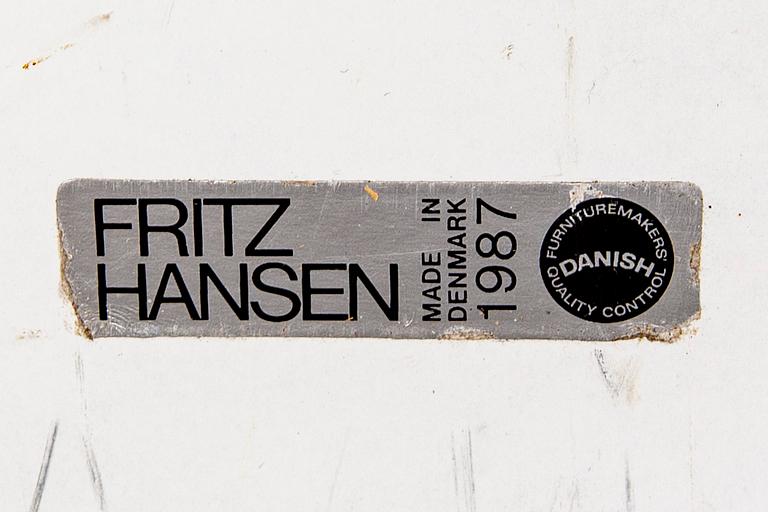 FRITZ
HANSEN
MADE IN
DENMARK
1987
FURNITUREMAKERS'
DANISH
QUALITY CONTROL